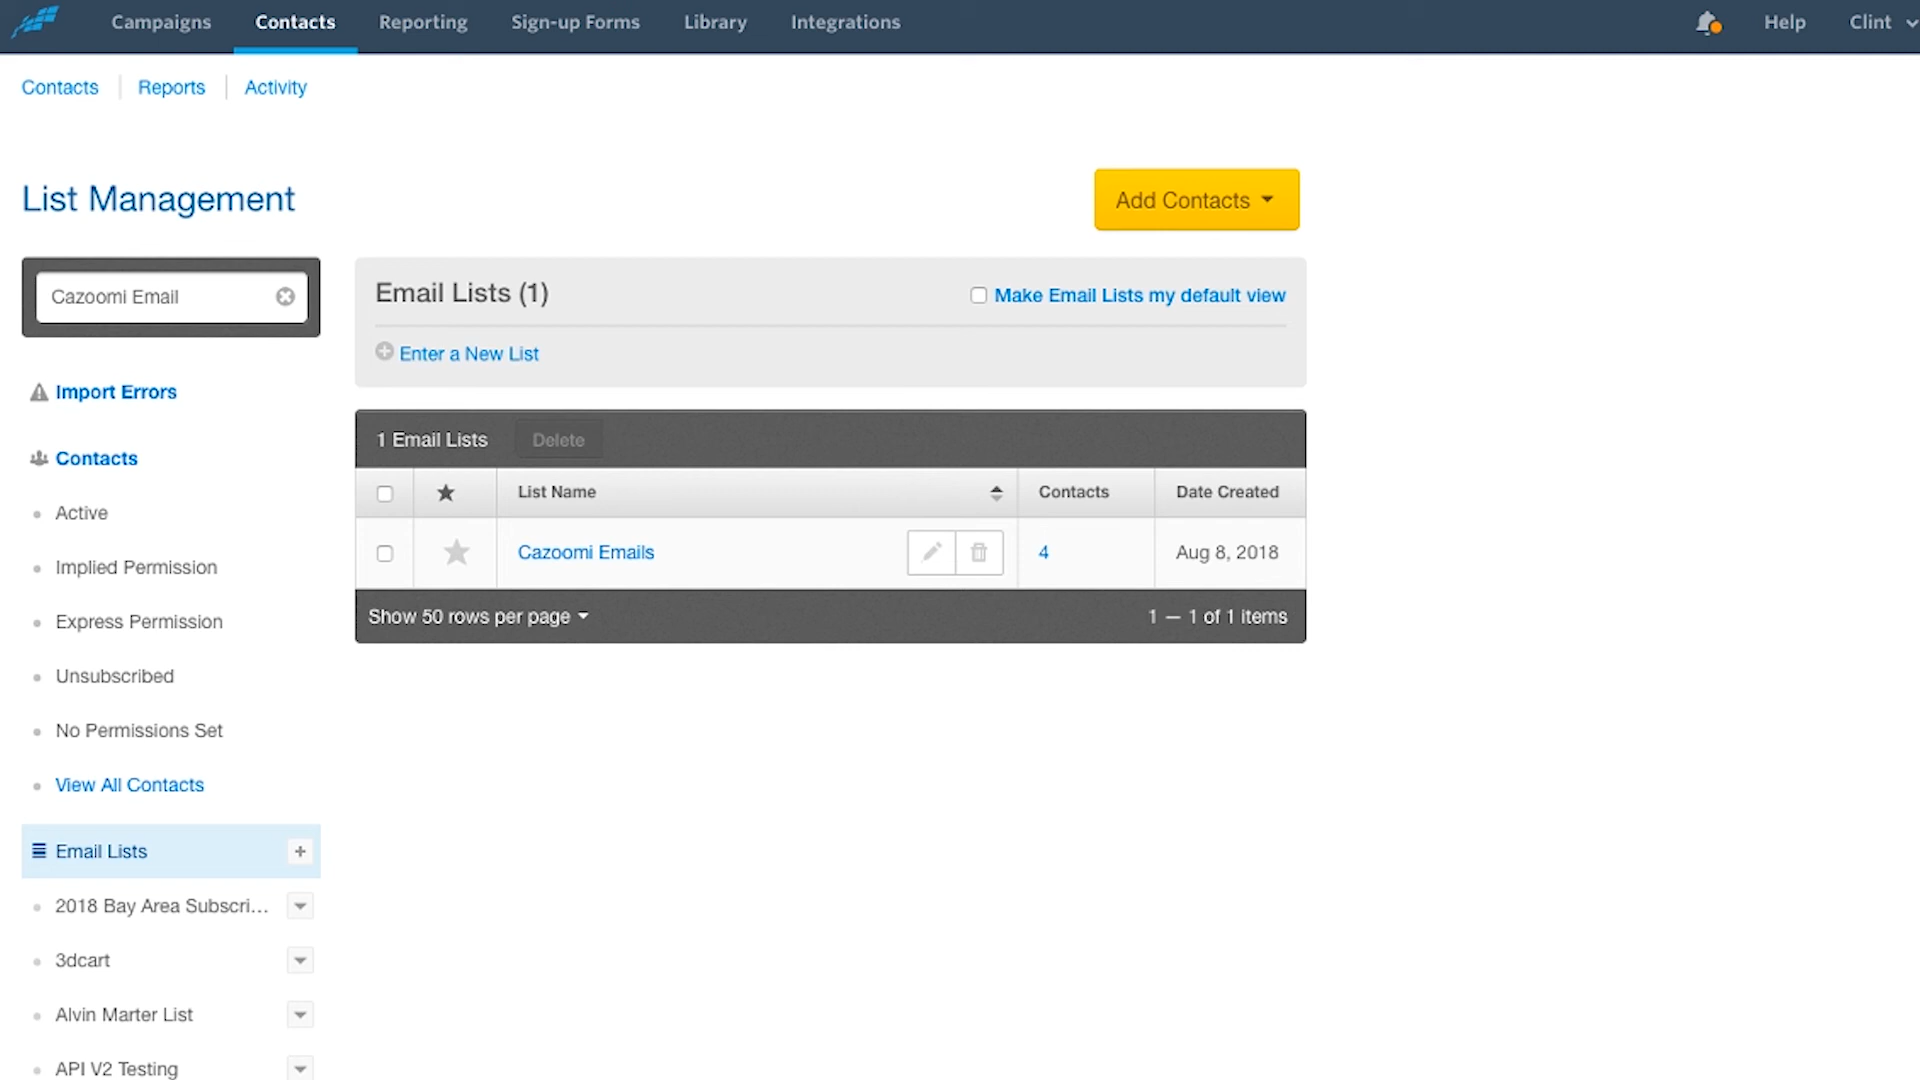 Campaigns Contacts Reporting Sign-up Forms Library Integrations Help Clint
Contacts Reports Activity
List Management
Add Contacts
Cazoomi Email
Email Lists (1)
Make Email Lists my default view
Enter a New List
Import Errors
Contacts
Active
Implied Permission
Express Permission
Unsubscribed
No Permissions Set
View All Contacts
Email Lists
2018 Bay Area Subscri...
3dcart
Alvin Marter List
API V2 Testing
1 Email Lists Delete
List Name Contacts Date Created
Cazoomi Emails 4 Aug 8, 2018
Show 50 rows per page 1 — 1 of 1 items